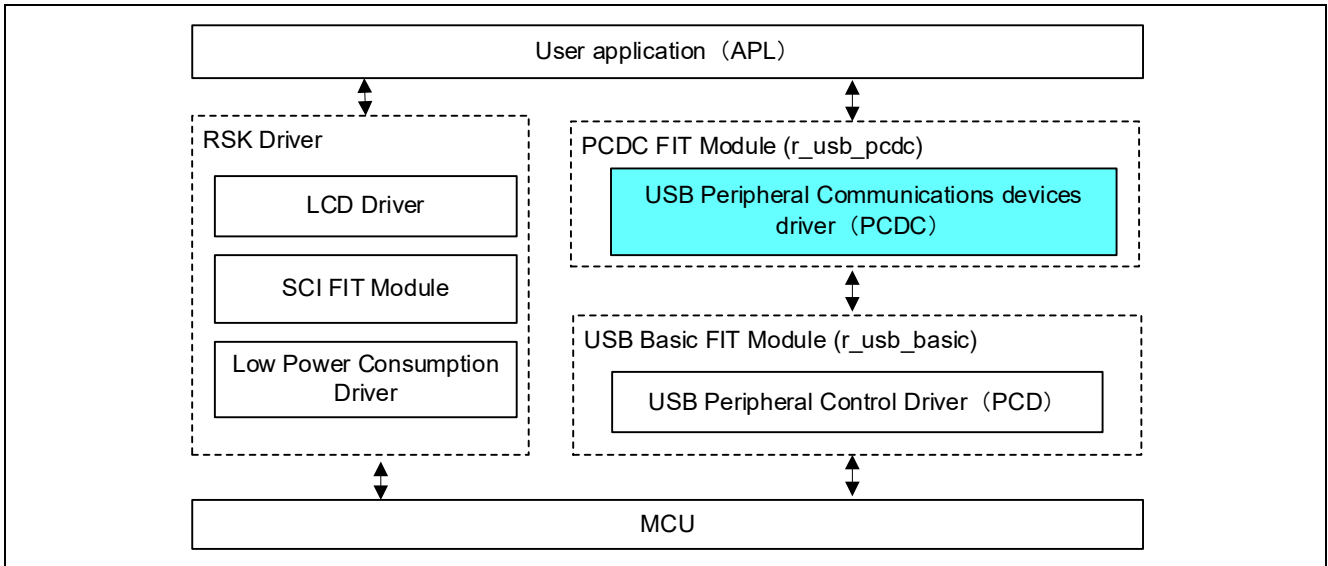 User application（APL）
RSK Driver
LCD Driver
SCI FIT Module
Low Power Consumption
Driver
PCDC FIT Module (r_usb_pcdc)
USB Peripheral Communications devices
driver（PCDC）
USB Basic FIT Module (r_usb_basic)
USB Peripheral Control Driver（PCD）
MCU